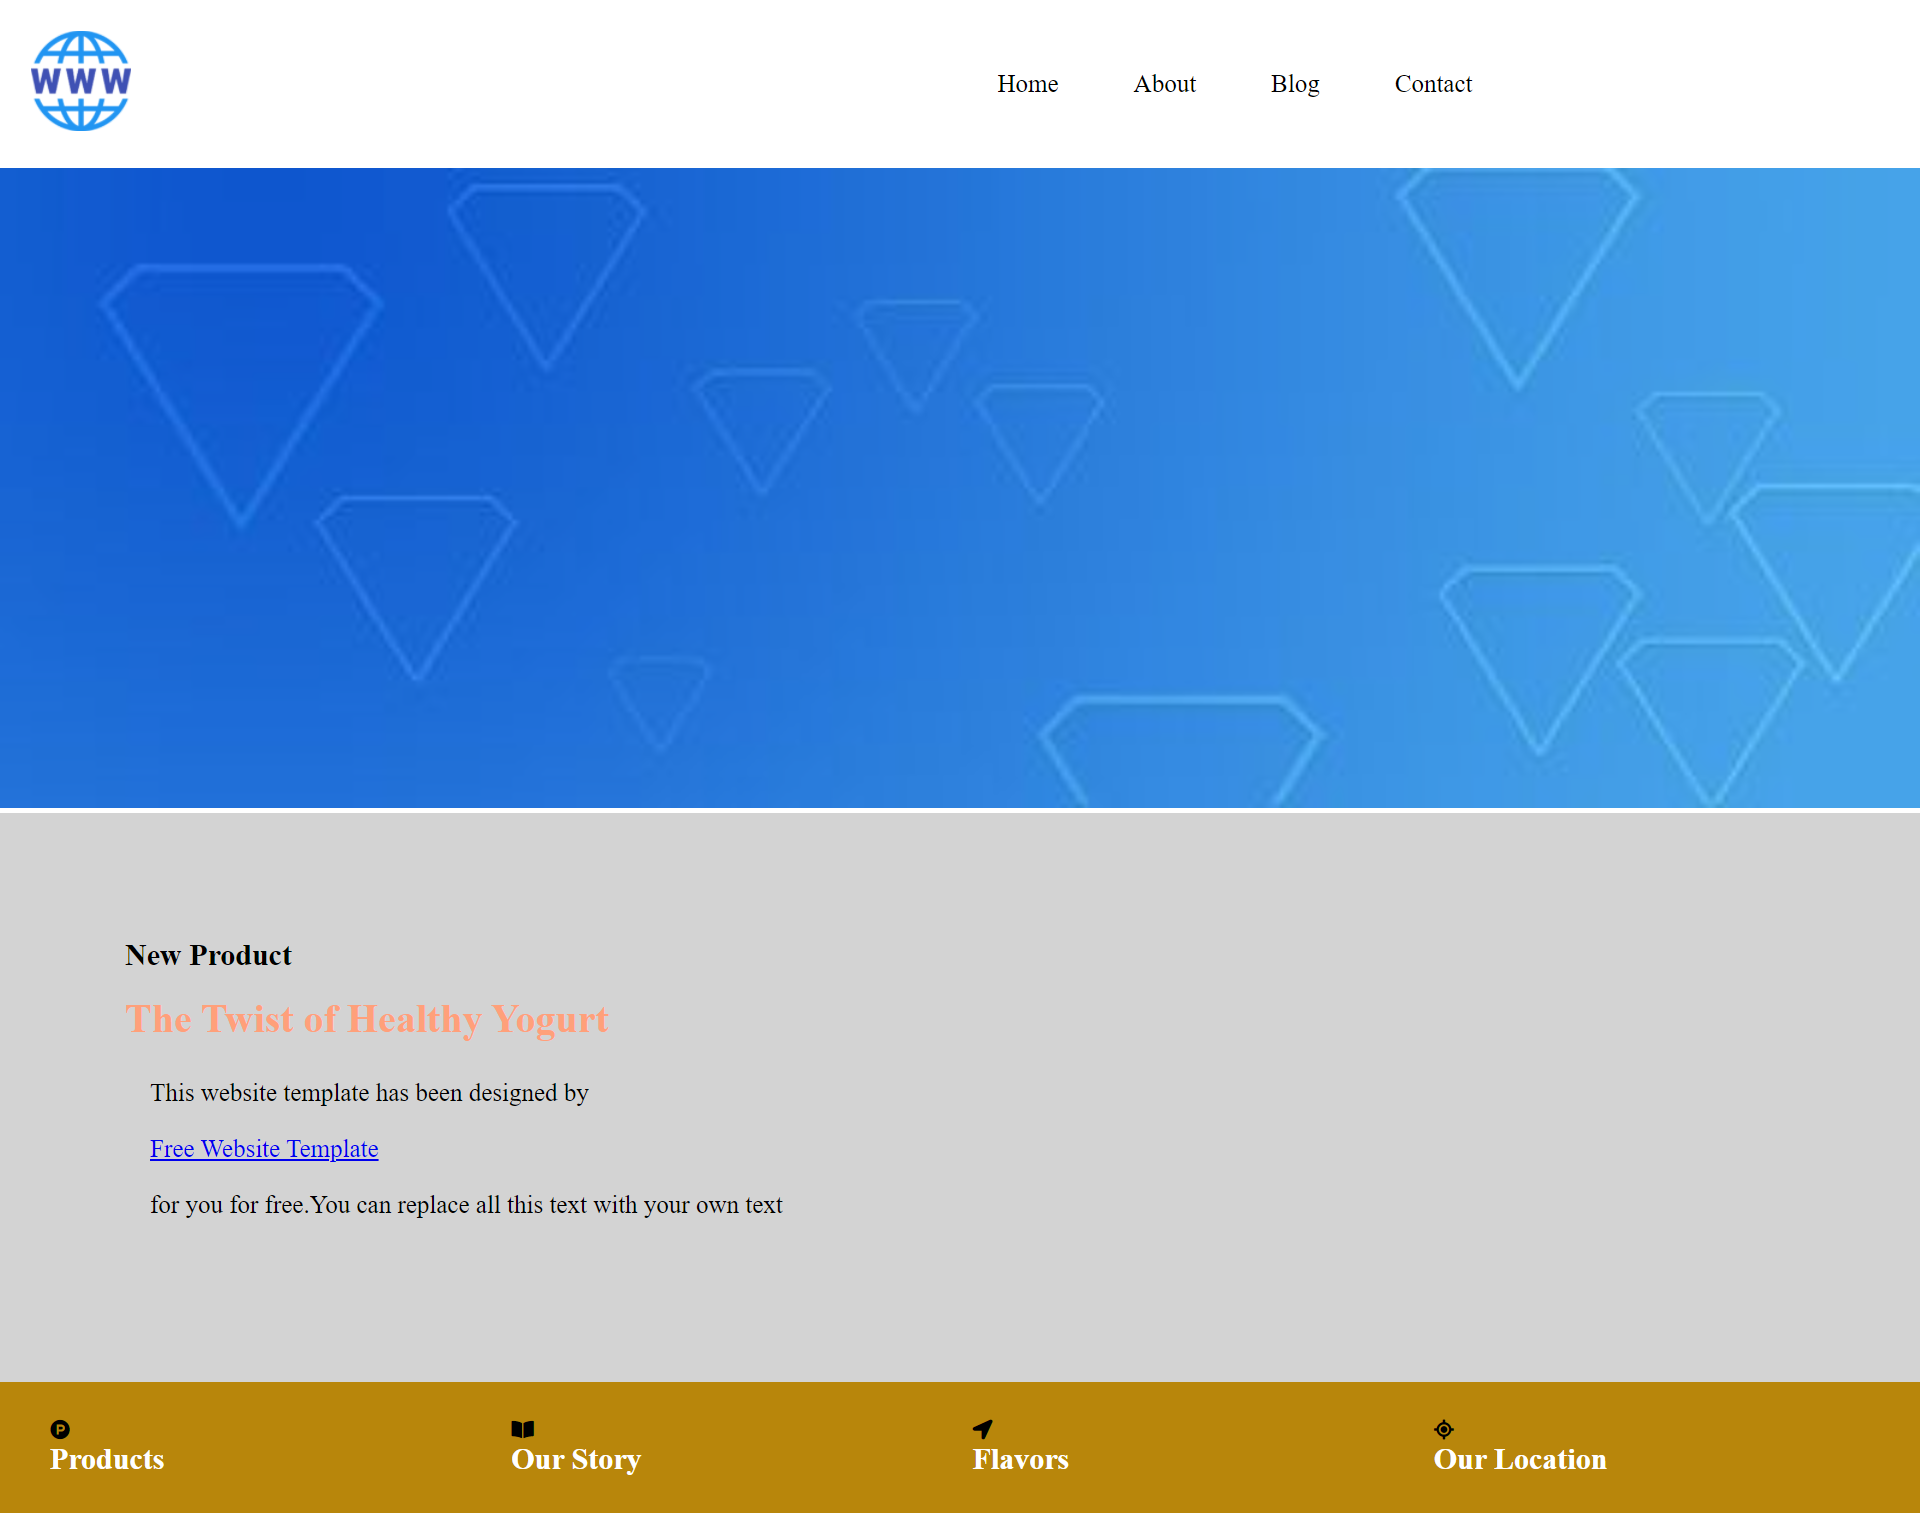 WWW
Home About Blog Contact
New Product
The Twist of Healthy Yogurt
This website template has been designed by
Free Website Template
for you for free.You can replace all this text with your own text
P
Products Our Story Flavors Our Location